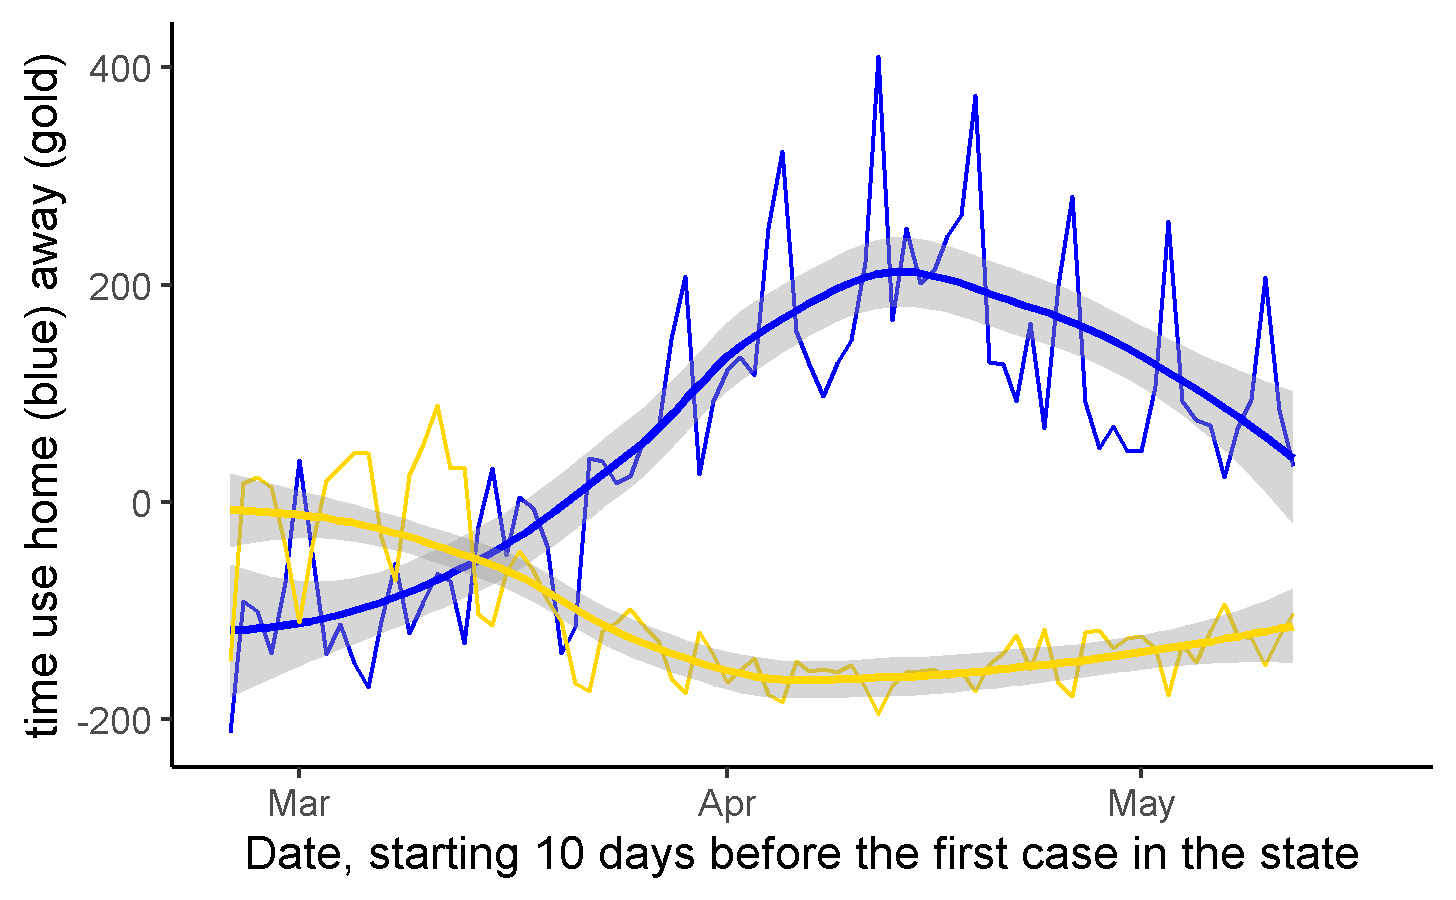 time use home (blue) away (gold)
400
200
0
-200
Mar Apr May
Date, starting 10 days before the first case in the state